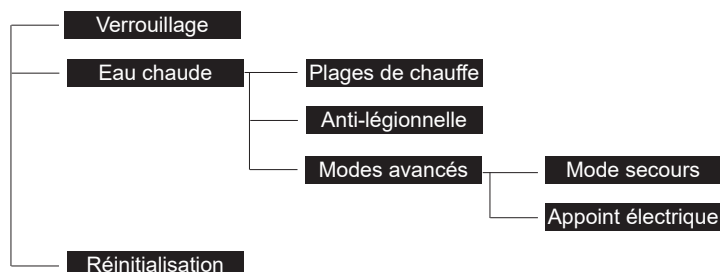 Verrouillage
Eau chaude
Plages de chauffe
Anti-légionnelle
Modes avancés
Mode secours
Appoint électrique
Réinitialisation